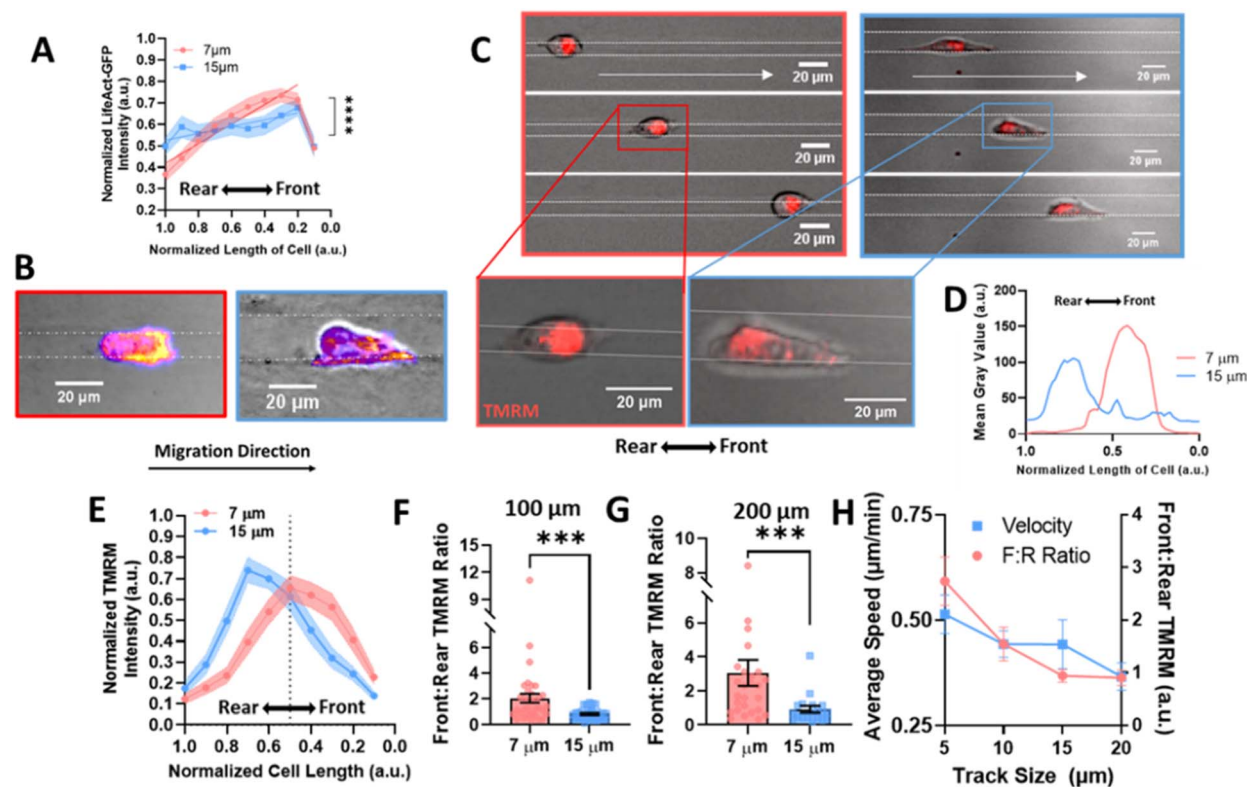 A
Normalized LifeAct-GFP
Intensity (a.u.)
1.0
0.9
0.8
0.7
0.6
0.5
0.4
0.3
0.2
7µm
15µm
****
Rear Front
1.0 0.8 0.6 0.4 0.2 0.0
Normalized Length of Cell (a.u.)
B
20 µm
20 µm
Migration Direction
C
20 µm
20 µm
20 µm
20 µm
20 µm
20 µm
TMRM
20 µm
20 µm
Rear Front
D
Mean Gray Value (a.u.)
200
150
100
50
0
Rear Front
7 µm
15 µm
1.0 0.5 0.0
Normalized Length of Cell (a.u.)
E
Normalized TMRM
Intensity (a.u.)
1.0
0.9
0.8
0.7
0.6
0.5
0.4
0.3
0.2
0.1
0.0
7 µm
15 µm
Rear Front
1.0 0.8 0.6 0.4 0.2 0.0
Normalized Cell Length (a.u.)
F
100 µm
***
Front:Rear TMRM Ratio
15
12
9
6
4
2
0
7 µm 15 µm
G
200 µm
***
Front:Rear TMRM Ratio
10
8
6
4
2
0
7 µm 15 µm
H
Average Speed (µm/min)
0.75
0.50
0.25
Velocity
F:R Ratio
4
3
2
1
0
Front:Rear TMRM (a.u.)
5 10 15 20
Track Size (µm)